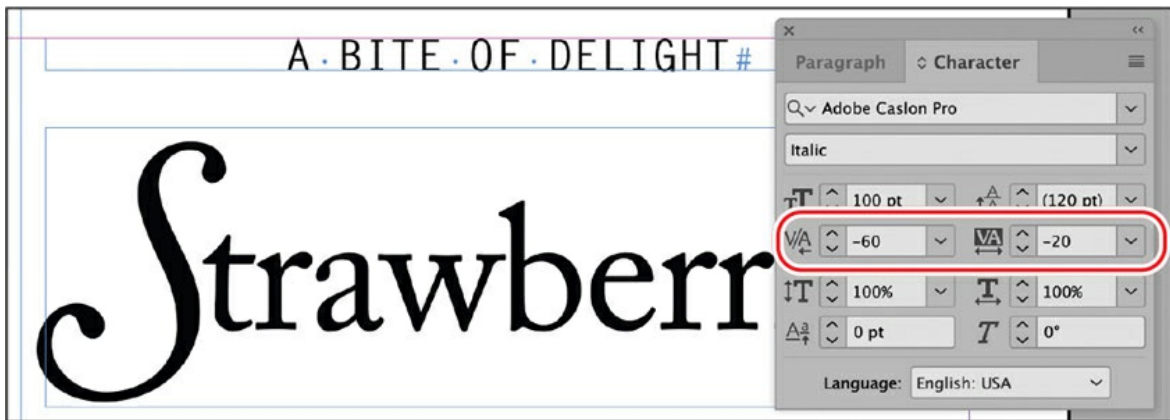 A·BITE·OF·DELIGHT#
Strawberr
Paragraph Character
Adobe Caslon Pro
Italic
100 pt (120 pt)
-60 -20
100% 100%
0 pt 0°
Language: English: USA